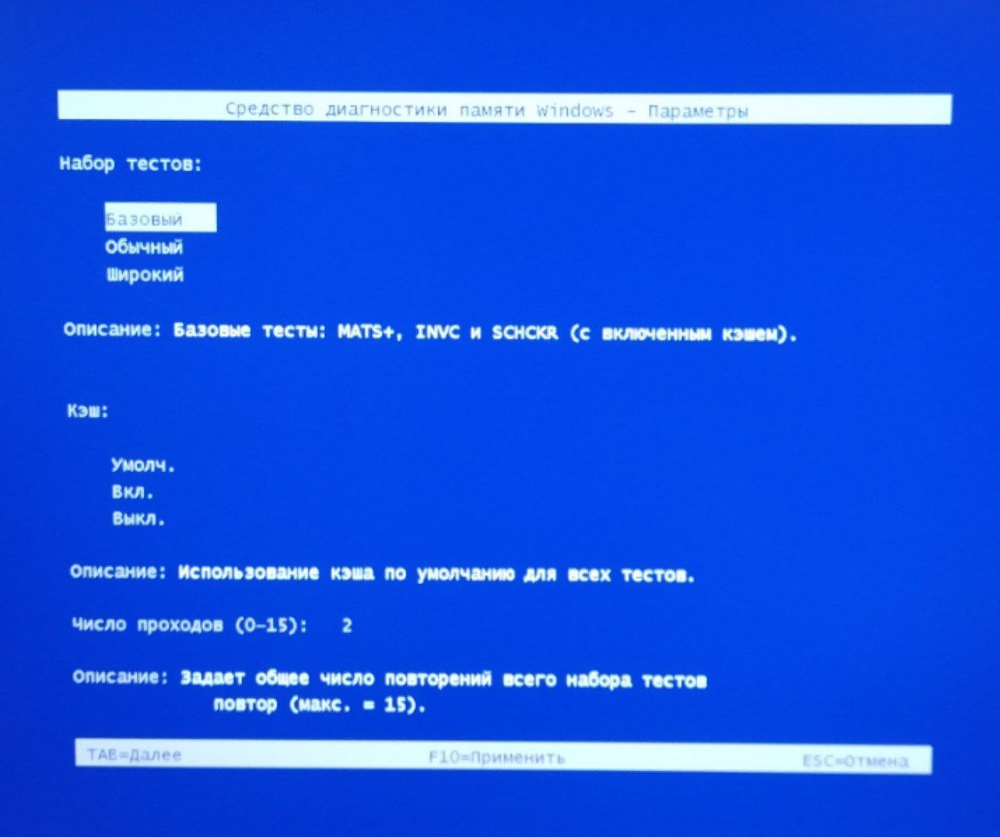 Средство диагностики памяти Windows – Параметры
Набор тестов:
Базовый
Обычный
Широкий
Описание: Базовые тесты: MATS+, INVC и SCHCKR (с включенным кэшем).
Кэш:
Умолч.
Вкл.
Выкл.
Описание: Использование кэша по умолчанию для всех тестов.
Число проходов (0–15): 2
Описание: Задает общее число повторений всего набора тестов
повтор (макс. = 15).
TAB=Далее F10=Применить ESC=Отмена